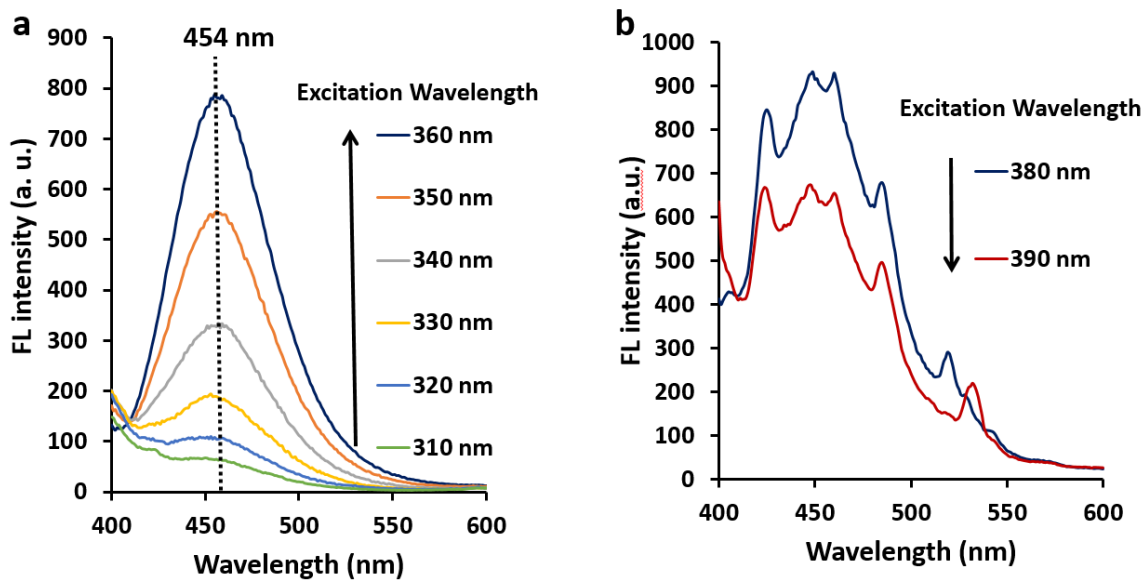 a
454 nm
900
800
700
600
500
400
300
200
100
0
400
450
500
550
600
FL intensity (a. u.)
Wavelength (nm)
Excitation Wavelength
360 nm
350 nm
340 nm
330 nm
320 nm
310 nm
b
1000
900
800
700
600
500
400
300
200
100
0
400
450
500
550
600
FL intensity (a.u.)
Wavelength (nm)
Excitation Wavelength
380 nm
390 nm